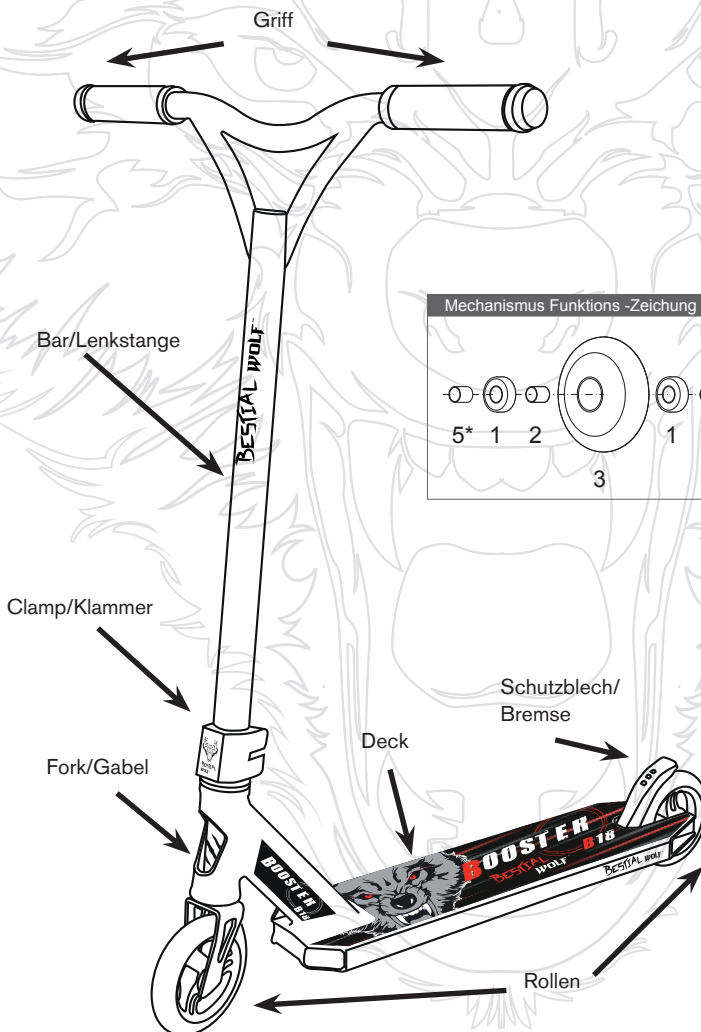 Griff
Mechanismus Funktions -Zeichung
Bar/Lenkstange
BESTIAL WOLF
5* 1 2 1
3
Clamp/Klammer
Schutzblech/
Bremse
Deck
Fork/Gabel
BOOSTER
B18
BESTIAL WOLF
BESTIAL WOLF
BOOSTER
B18
Rollen